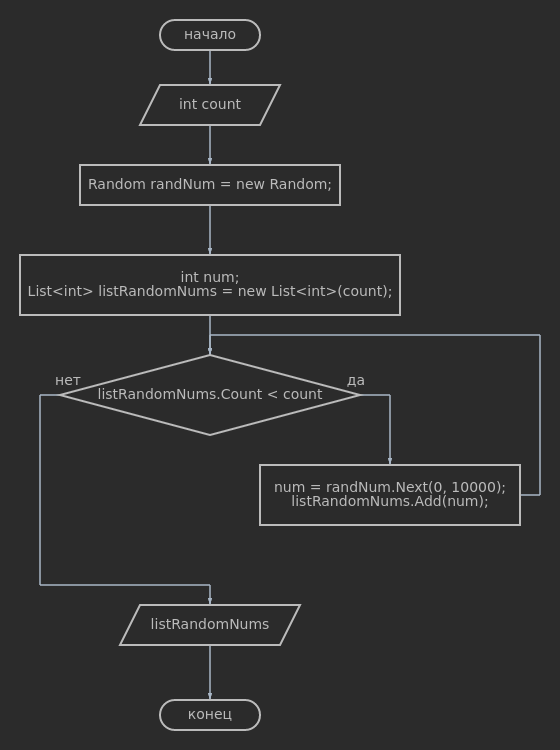 начало
int count
Random randNum = new Random;
int num;
List<int> listRandomNums = new List<int>(count);
нет
да
listRandomNums.Count < count
num = randNum.Next(0, 10000);
listRandomNums.Add(num);
listRandomNums
конец